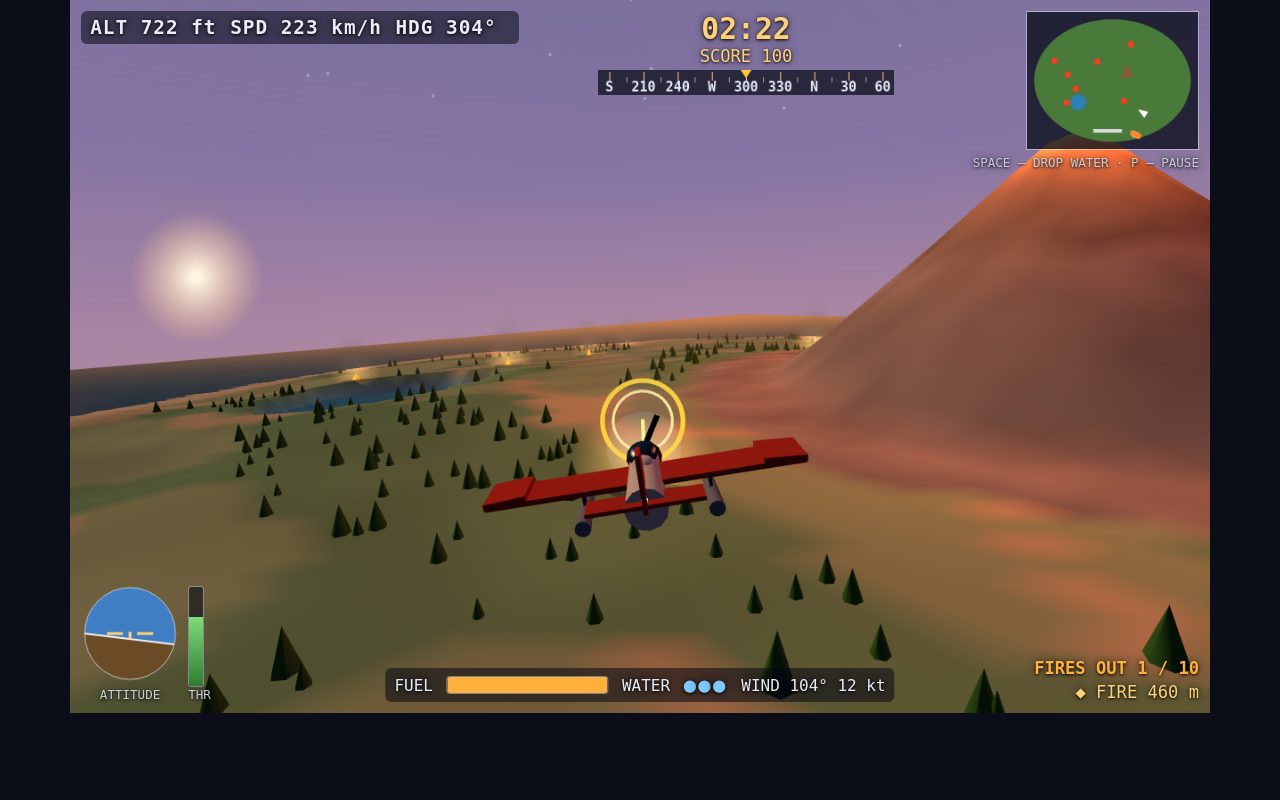 ALT 722 ft SPD 223 km/h HDG 304°
02:22
SCORE 100
S 210 240 W 300 330 N 30 60
SPACE — DROP WATER · P — PAUSE
ATTITUDE THR
FUEL WATER WIND 104° 12 kt
FIRES OUT 1 / 10
◆ FIRE 460 m